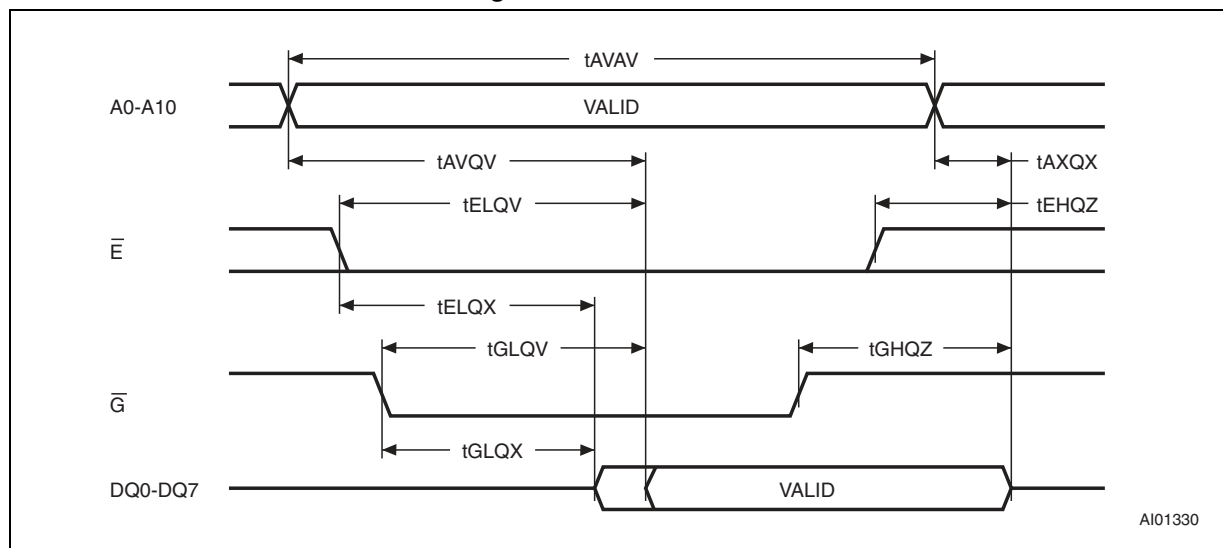 tAVAV
A0-A10
VALID
tAVQV
tAXQX
tELQV
tEHQZ
E̅
tELQX
tGLQV
tGHQZ
G̅
tGLQX
DQ0-DQ7
VALID
AI01330